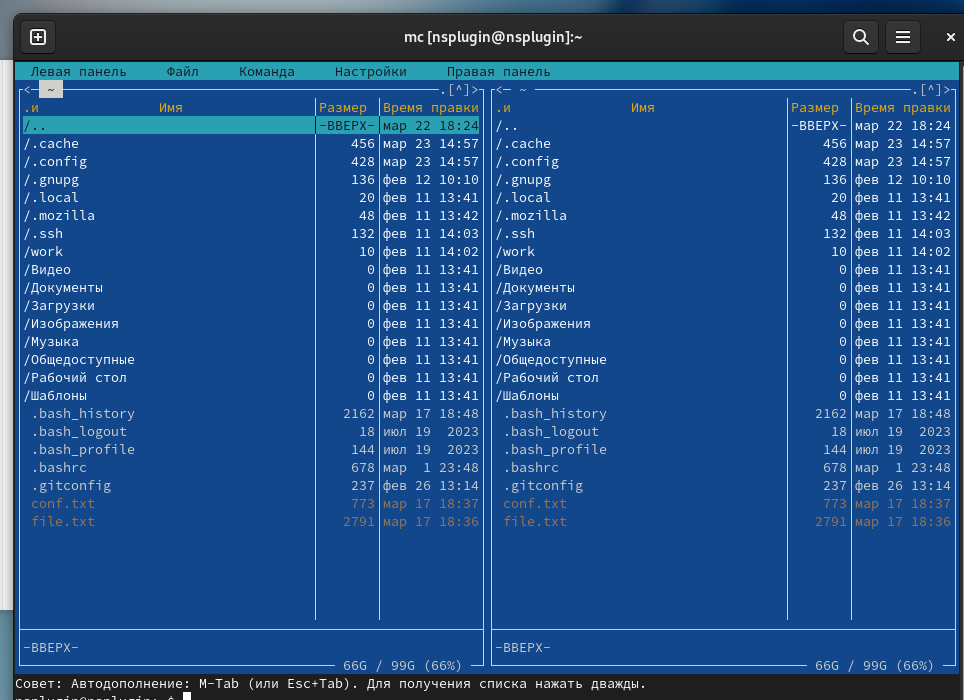 mc [nsplugin@nsplugin]:~
Левая панель Файл Команда Настройки Правая панель
<─ ~ .[^]> <─ ~ .[^]>
.и Имя Размер Время правки .и Имя Размер Время правки
/.. -ВВЕРХ- мар 22 18:24 /.. -ВВЕРХ- мар 22 18:24
/.cache 456 мар 23 14:57 /.cache 456 мар 23 14:57
/.config 428 мар 23 14:57 /.config 428 мар 23 14:57
/.gnupg 136 фев 12 10:10 /.gnupg 136 фев 12 10:10
/.local 20 фев 11 13:41 /.local 20 фев 11 13:41
/.mozilla 48 фев 11 13:42 /.mozilla 48 фев 11 13:42
/.ssh 132 фев 11 14:03 /.ssh 132 фев 11 14:03
/work 10 фев 11 14:02 /work 10 фев 11 14:02
/Видео 0 фев 11 13:41 /Видео 0 фев 11 13:41
/Документы 0 фев 11 13:41 /Документы 0 фев 11 13:41
/Загрузки 0 фев 11 13:41 /Загрузки 0 фев 11 13:41
/Изображения 0 фев 11 13:41 /Изображения 0 фев 11 13:41
/Музыка 0 фев 11 13:41 /Музыка 0 фев 11 13:41
/Общедоступные 0 фев 11 13:41 /Общедоступные 0 фев 11 13:41
/Рабочий стол 0 фев 11 13:41 /Рабочий стол 0 фев 11 13:41
/Шаблоны 0 фев 11 13:41 /Шаблоны 0 фев 11 13:41
.bash_history 2162 мар 17 18:48 .bash_history 2162 мар 17 18:48
.bash_logout 18 июл 19 2023 .bash_logout 18 июл 19 2023
.bash_profile 144 июл 19 2023 .bash_profile 144 июл 19 2023
.bashrc 678 мар 1 23:48 .bashrc 678 мар 1 23:48
.gitconfig 237 фев 26 13:14 .gitconfig 237 фев 26 13:14
conf.txt 773 мар 17 18:37 conf.txt 773 мар 17 18:37
file.txt 2791 мар 17 18:36 file.txt 2791 мар 17 18:36
-ВВЕРХ- -ВВЕРХ-
66G / 99G (66%) 66G / 99G (66%)
Совет: Автодополнение: M-Tab (или Esc+Tab). Для получения списка нажать дважды.
nsplugin@nsplugin:~$